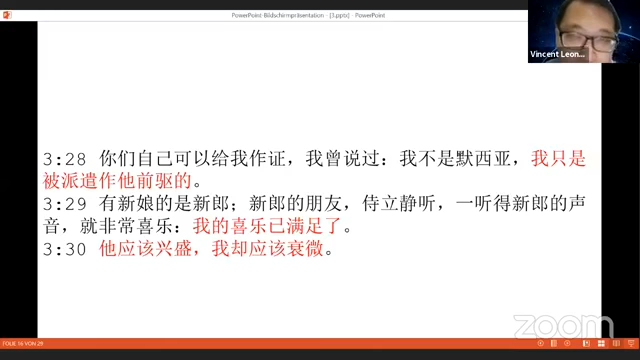 PowerPoint-Bildschirmpräsentation - [3.pptx] - PowerPoint
Vincent Leon...
3:28 你们自己可以给我作证，我曾说过：我不是默西亚，我只是
被派遣作他前驱的。
3:29 有新娘的是新郎；新郎的朋友，侍立静听，一听得新郎的声
音，就非常喜乐：我的喜乐已满足了。
3:30 他应该兴盛，我却应该衰微。
zoom
FOLIE 16 VON 29